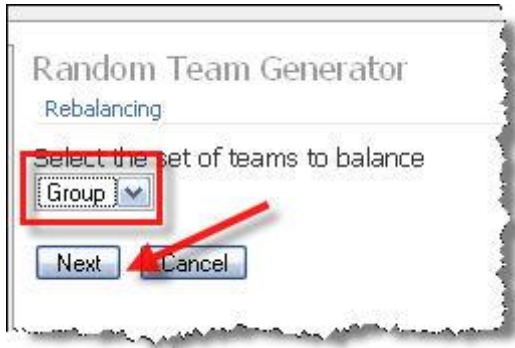 Random Team Generator
Rebalancing
Select the set of teams to balance
Group
Next Cancel